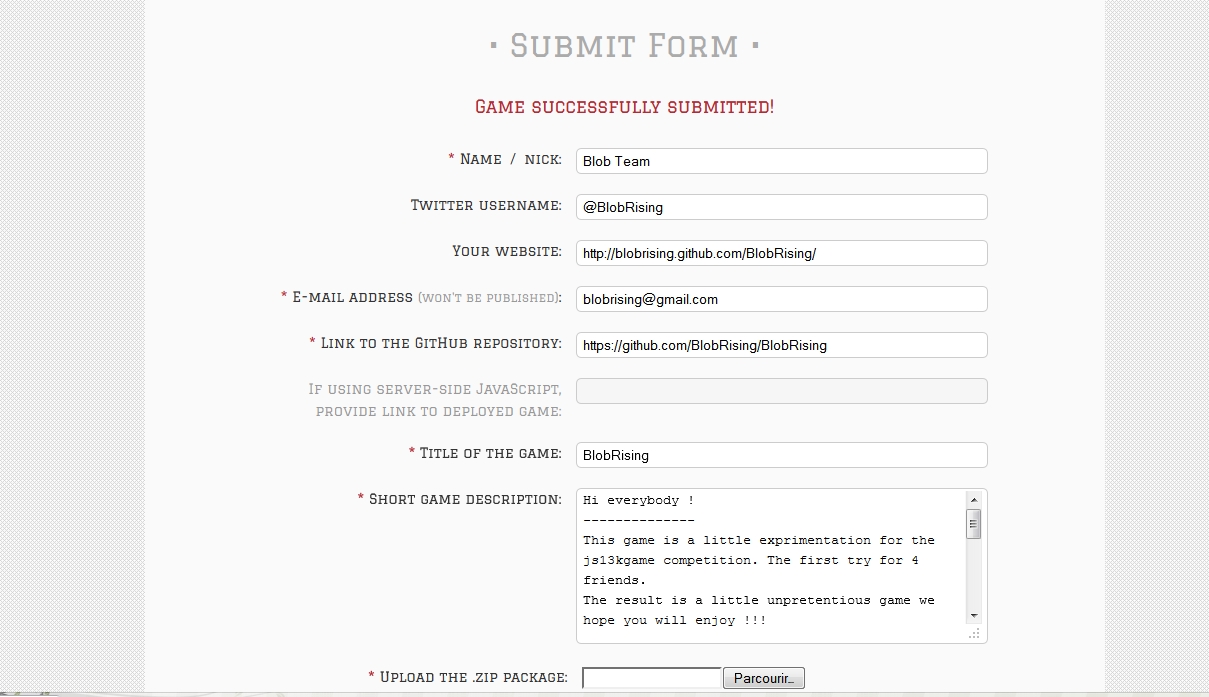 · Submit Form ·
Game successfully submitted!
* Name / nick: Blob Team
Twitter username: @BlobRising
Your website: http://blobrising.github.com/BlobRising/
* E-mail address (won't be published): blobrising@gmail.com
* Link to the GitHub repository: https://github.com/BlobRising/BlobRising
If using server-side JavaScript,
provide link to deployed game:
* Title of the game: BlobRising
* Short game description: Hi everybody !
--------------
This game is a little exprimentation for the
js13kgame competition. The first try for 4
friends.
The result is a little unpretentious game we
hope you will enjoy !!!
* Upload the .zip package: Parcourir...